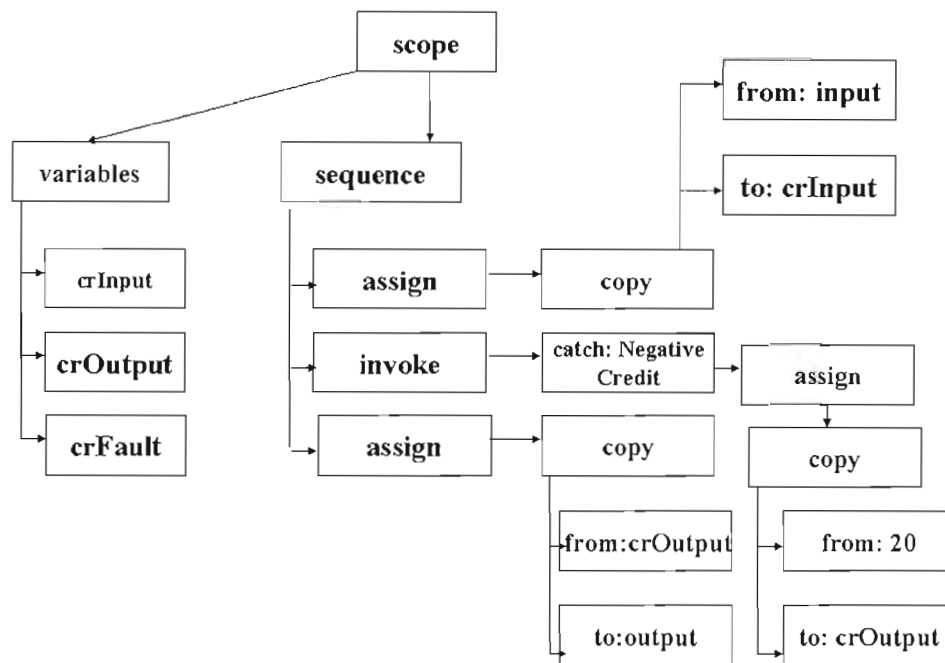 scope
from: input
variables
sequence
to: crInput
crInput
assign
copy
crOutput
invoke
catch: Negative
Credit
assign
crFault
assign
copy
copy
from:crOutput
from: 20
to:output
to: crOutput